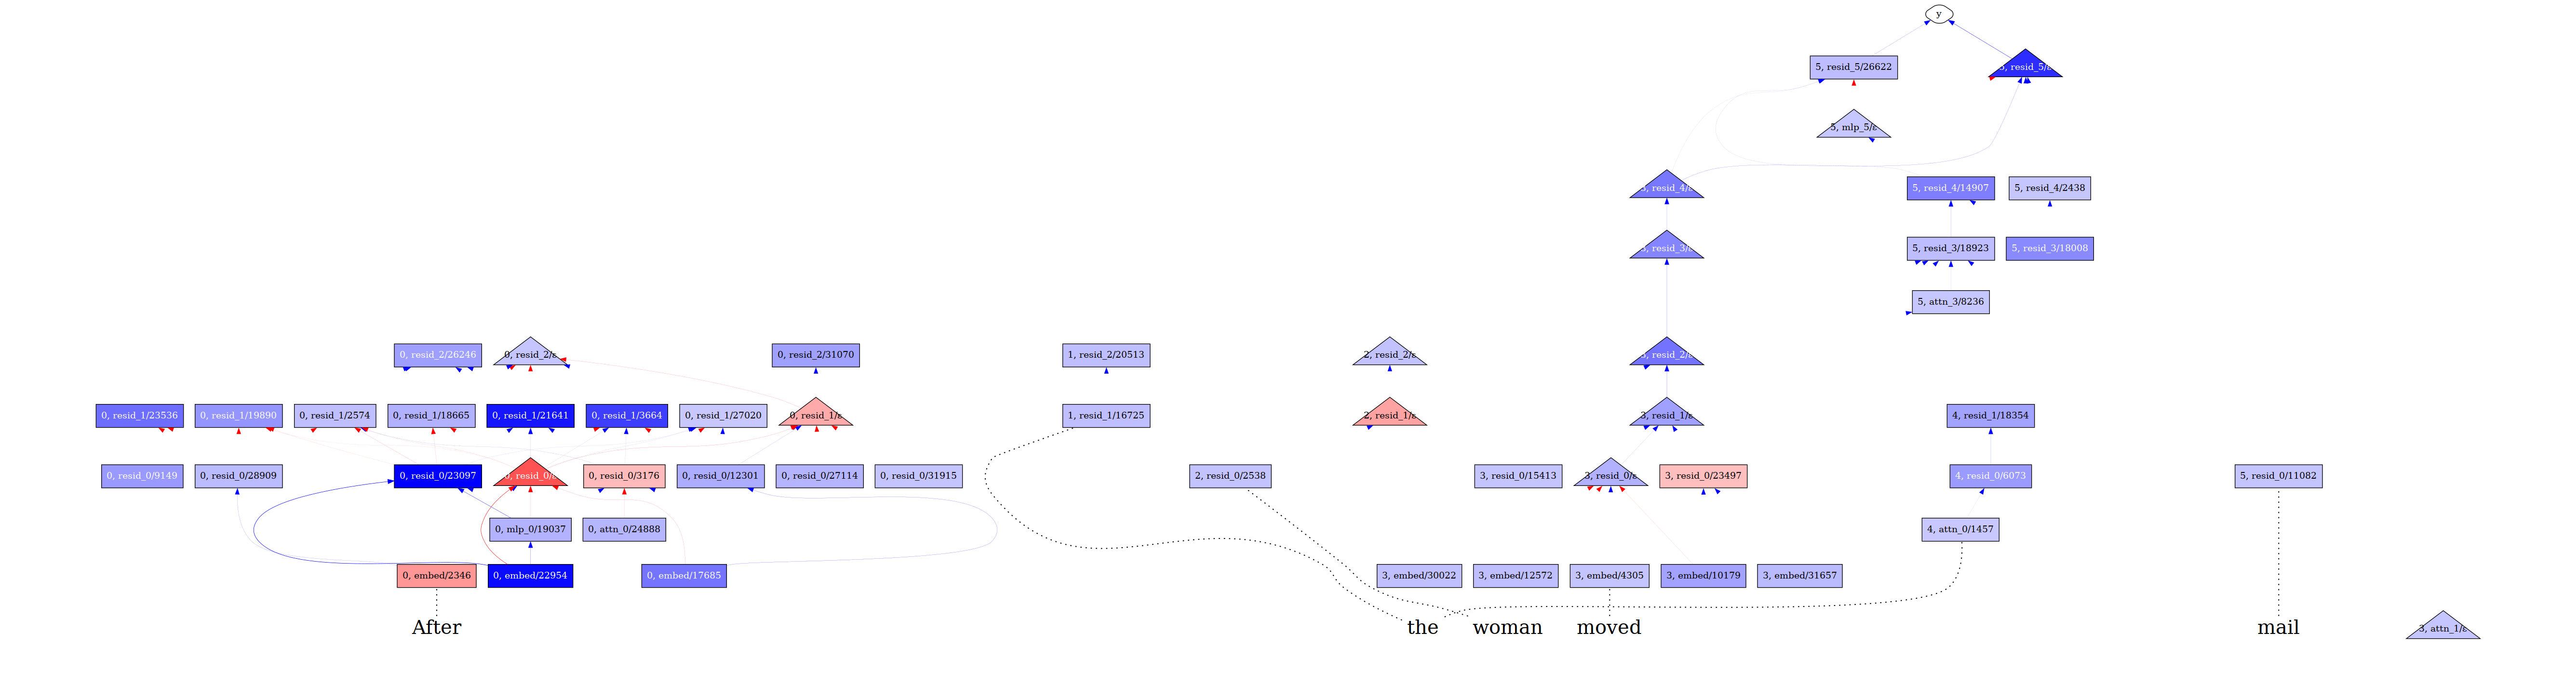 y
5, resid_5/26622
5, resid_5/ε
5, mlp_5/ε
3, resid_4/ε
5, resid_4/14907
5, resid_4/2438
3, resid_3/ε
5, resid_3/18923
5, resid_3/18008
5, attn_3/8236
0, resid_2/26246
0, resid_2/ε
0, resid_2/31070
1, resid_2/20513
2, resid_2/ε
3, resid_2/ε
0, resid_1/23536
0, resid_1/19890
0, resid_1/2574
0, resid_1/18665
0, resid_1/21641
0, resid_1/3664
0, resid_1/27020
0, resid_1/ε
1, resid_1/16725
2, resid_1/ε
3, resid_1/ε
4, resid_1/18354
0, resid_0/9149
0, resid_0/28909
0, resid_0/23097
0, resid_0/ε
0, resid_0/3176
0, resid_0/12301
0, resid_0/27114
0, resid_0/31915
2, resid_0/2538
3, resid_0/15413
3, resid_0/ε
3, resid_0/23497
4, resid_0/6073
5, resid_0/11082
0, mlp_0/19037
0, attn_0/24888
4, attn_0/1457
0, embed/2346
0, embed/22954
0, embed/17685
3, embed/30022
3, embed/12572
3, embed/4305
3, embed/10179
3, embed/31657
After
the
woman
moved
mail
3, attn_1/ε